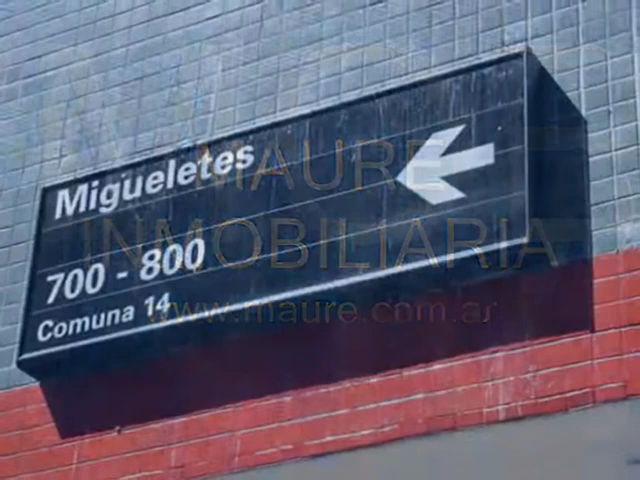 Migueletes
700 - 800
Comuna 14
MAURE
INMOBILIARIA
www.maure.com.ar